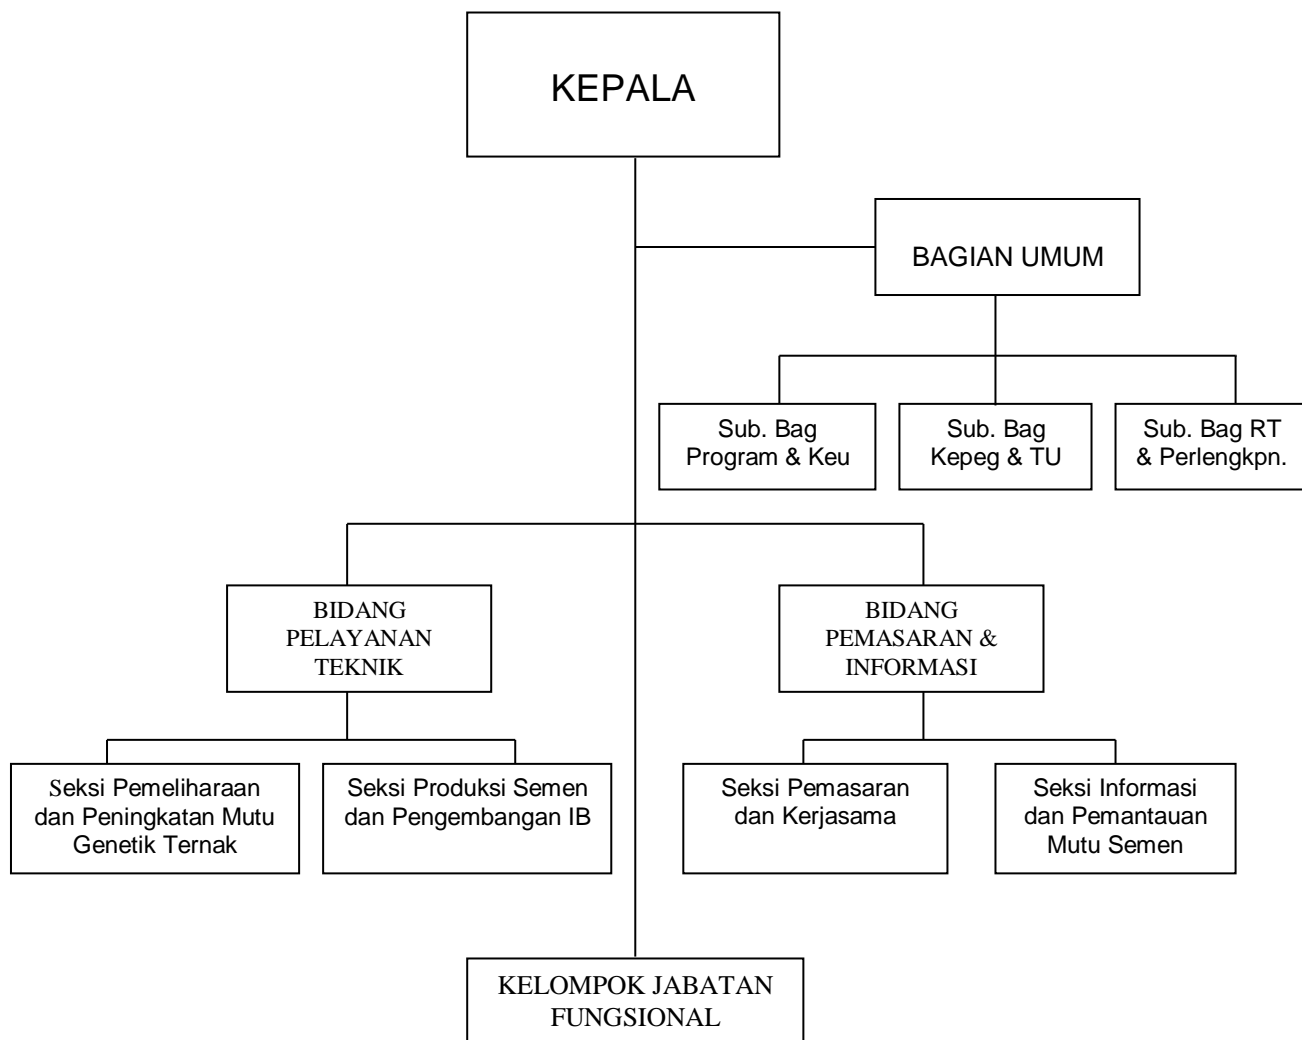 KEPALA
BAGIAN UMUM
Sub. Bag
Program & Keu
Sub. Bag
Kepeg & TU
Sub. Bag RT
& Perlengkpn.
BIDANG
PELAYANAN
TEKNIK
BIDANG
PEMASARAN &
INFORMASI
Seksi Pemeliharaan
dan Peningkatan Mutu
Genetik Ternak
Seksi Produksi Semen
dan Pengembangan IB
Seksi Pemasaran
dan Kerjasama
Seksi Informasi
dan Pemantauan
Mutu Semen
KELOMPOK JABATAN
FUNGSIONAL